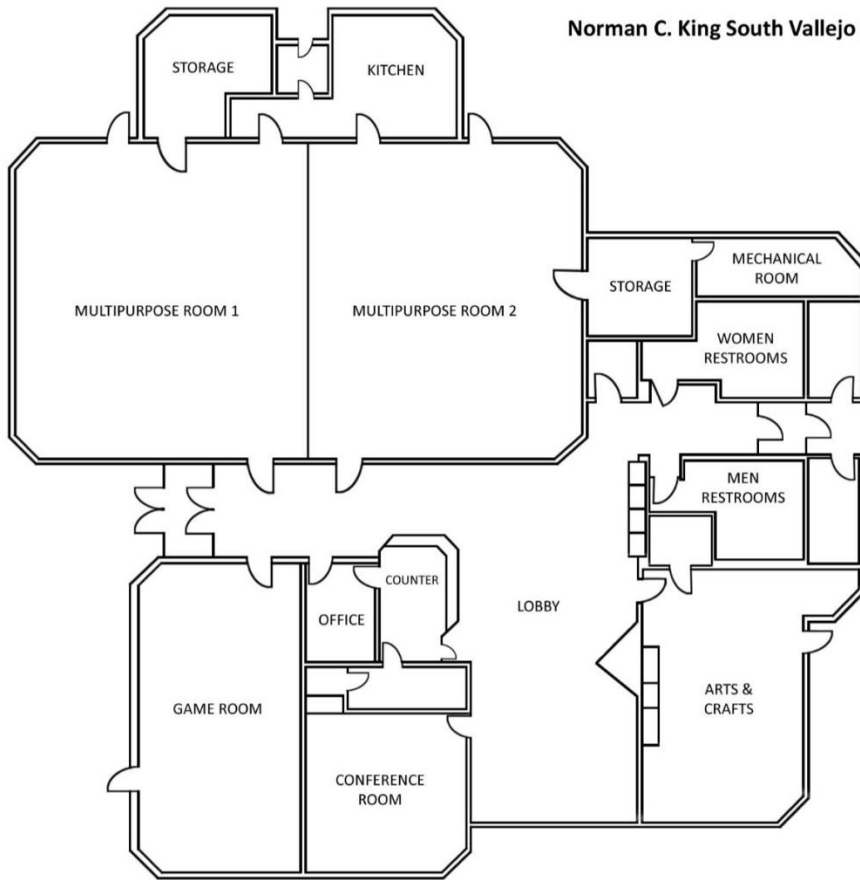 Norman C. King South Vallejo
STORAGE
KITCHEN
MULTIPURPOSE ROOM 1
MULTIPURPOSE ROOM 2
STORAGE
MECHANICAL
ROOM
WOMEN
RESTROOMS
MEN
RESTROOMS
COUNTER
OFFICE
LOBBY
GAME ROOM
ARTS &
CRAFTS
CONFERENCE
ROOM